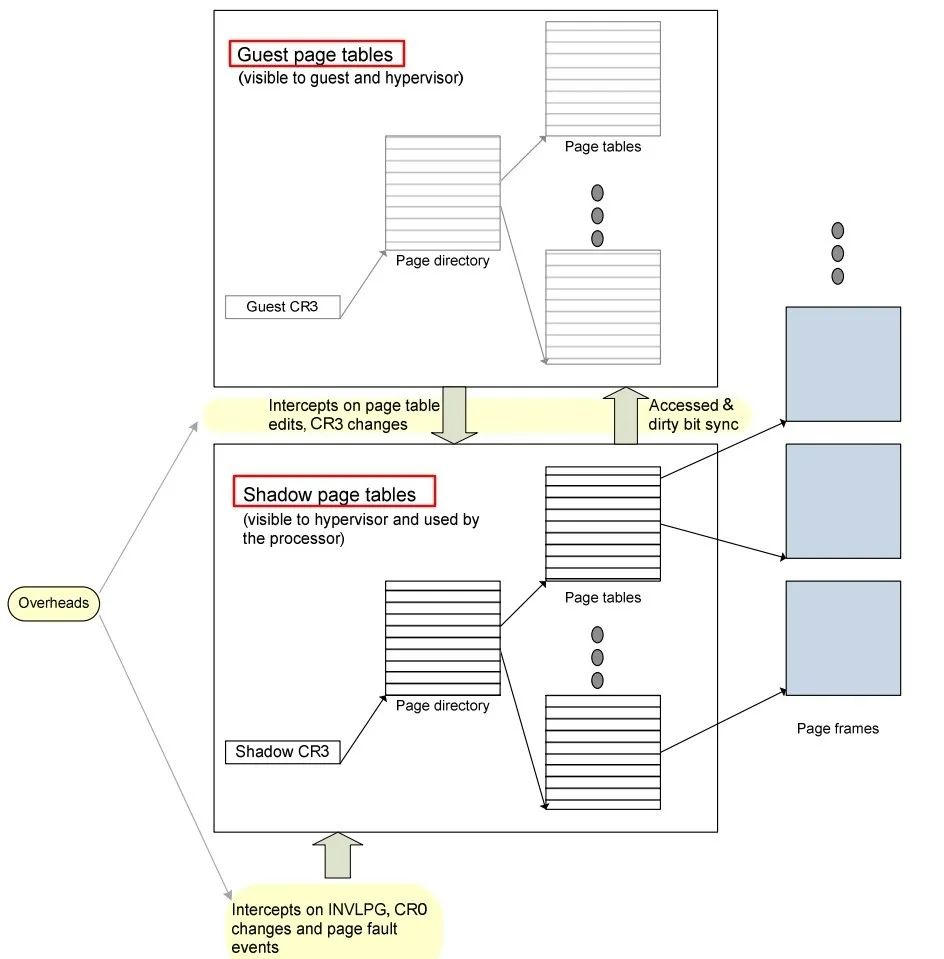 Guest page tables
(visible to guest and hypervisor)
Page tables
Page directory
Guest CR3
Intercepts on page table
edits, CR3 changes
Accessed &
dirty bit sync
Shadow page tables
(visible to hypervisor and used by
the processor)
Overheads
Page tables
Page directory
Shadow CR3
Page frames
Intercepts on INVLPG, CR0
changes and page fault
events